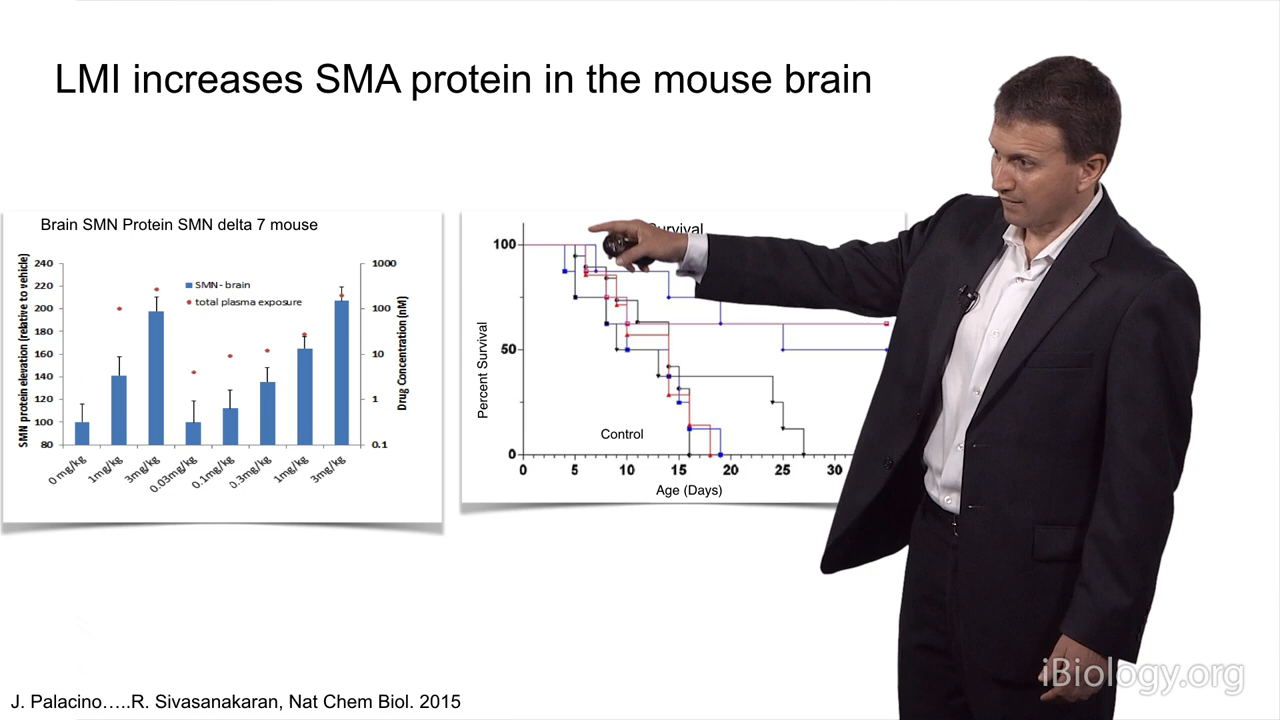 LMI increases SMA protein in the mouse brain
Brain SMN Protein SMN delta 7 mouse
SMN protein elevation (relative to vehicle)
240
220
200
180
160
140
120
100
80
SMN - brain
total plasma exposure
1000
100
10
1
0.1
Drug Concentration (nM)
0 mg/kg
1mg/kg
3mg/kg
0.03mg/kg
0.1mg/kg
0.3mg/kg
1mg/kg
3mg/kg
Survival
Percent Survival
100
50
0
Control
0 5 10 15 20 25 30
Age (Days)
J. Palacino…..R. Sivasanakaran, Nat Chem Biol. 2015
iBiology.org